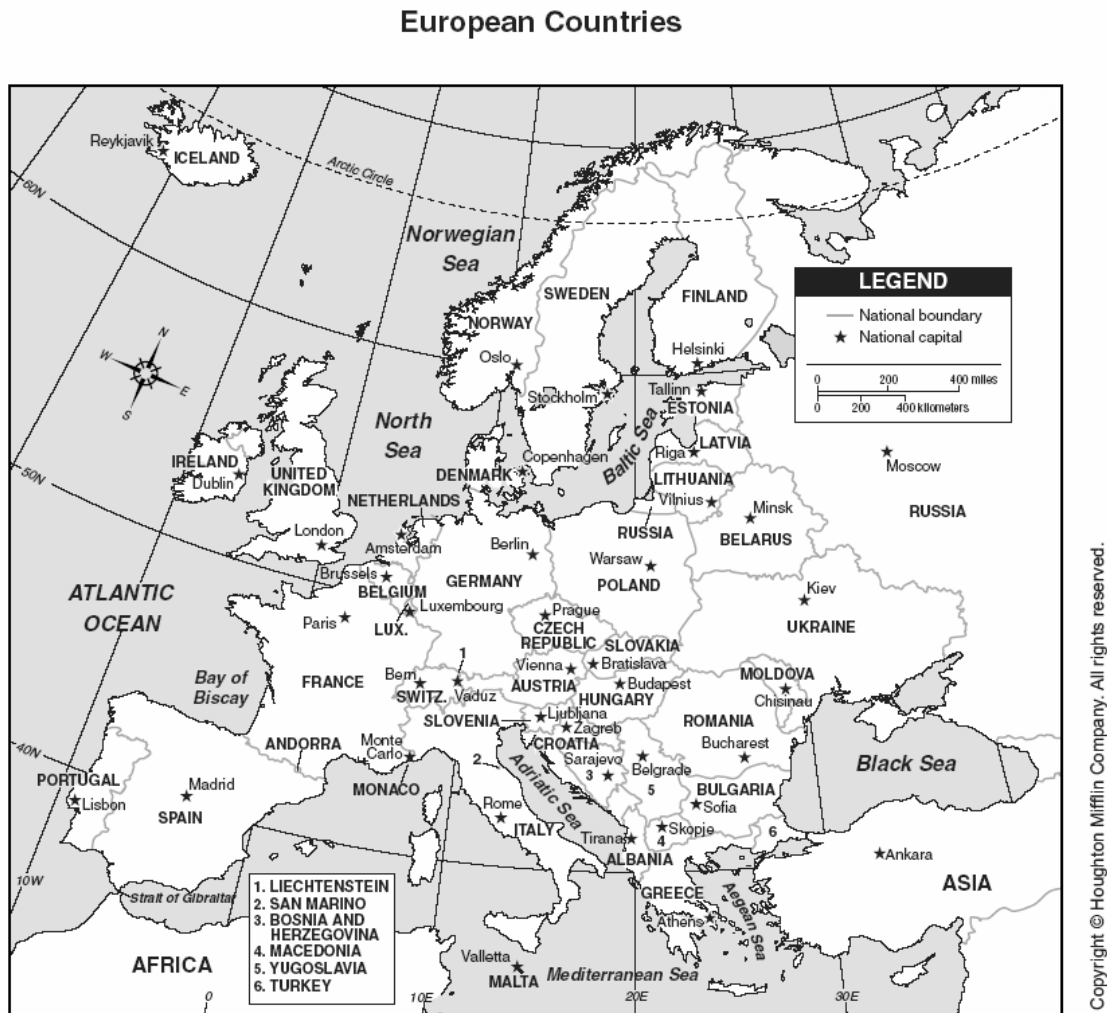 European Countries
Reykjavik
ICELAND
Arctic Circle
60N
Norwegian
Sea
LEGEND
National boundary
National capital
0 200 400 miles
0 200 400 kilometers
SWEDEN
FINLAND
NORWAY
Oslo
Helsinki
Stockholm
Tallinn
ESTONIA
N
W
E
S
North
Sea
Baltic Sea
LATVIA
Riga
Moscow
RUSSIA
50N
IRELAND
Dublin
UNITED
KINGDOM
London
DENMARK
Copenhagen
LITHUANIA
Vilnius
NETHERLANDS
Amsterdam
RUSSIA
Minsk
BELARUS
Berlin
Warsaw
POLAND
Brussels
BELGIUM
GERMANY
ATLANTIC
OCEAN
Luxembourg
LUX.
Paris
Prague
CZECH
REPUBLIC
Kiev
UKRAINE
SLOVAKIA
1
Bay of
Biscay
FRANCE
Bern
SWITZ.
Vaduz
Vienna
AUSTRIA
Bratislava
Budapest
HUNGARY
MOLDOVA
Chisinau
SLOVENIA
Ljubljana
Zagreb
CROATIA
ROMANIA
Bucharest
40N
ANDORRA
Monte
Carlo
MONACO
2
Adriatic Sea
Sarajevo
3
Belgrade
5
BULGARIA
Sofia
Black Sea
PORTUGAL
Lisbon
Madrid
SPAIN
Rome
ITALY
Tirana
ALBANIA
Skopje
4
6
Ankara
ASIA
10W
Strait of Gibraltar
GREECE
Athens
Aegean Sea
1. LIECHTENSTEIN
2. SAN MARINO
3. BOSNIA AND
HERZEGOVINA
4. MACEDONIA
5. YUGOSLAVIA
6. TURKEY
AFRICA
Valletta
MALTA
Mediterranean Sea
0
10E
20E
30E
Copyright © Houghton Mifflin Company. All rights reserved.